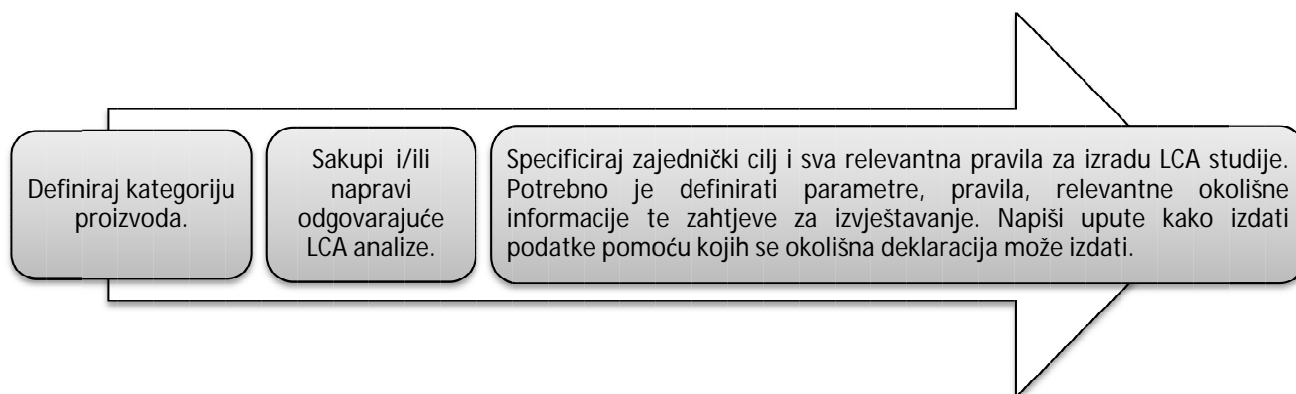 Definiraj kategoriju
proizvoda.
Sakupi i/ili
napravi
odgovarajuće
LCA analize.
Specificiraj zajednički cilj i sva relevantna pravila za izradu LCA studije.
Potrebno je definirati parametre, pravila, relevantne okolišne
informacije te zahtjeve za izvještavanje. Napiši upute kako izdati
podatke pomoću kojih se okolišna deklaracija može izdati.